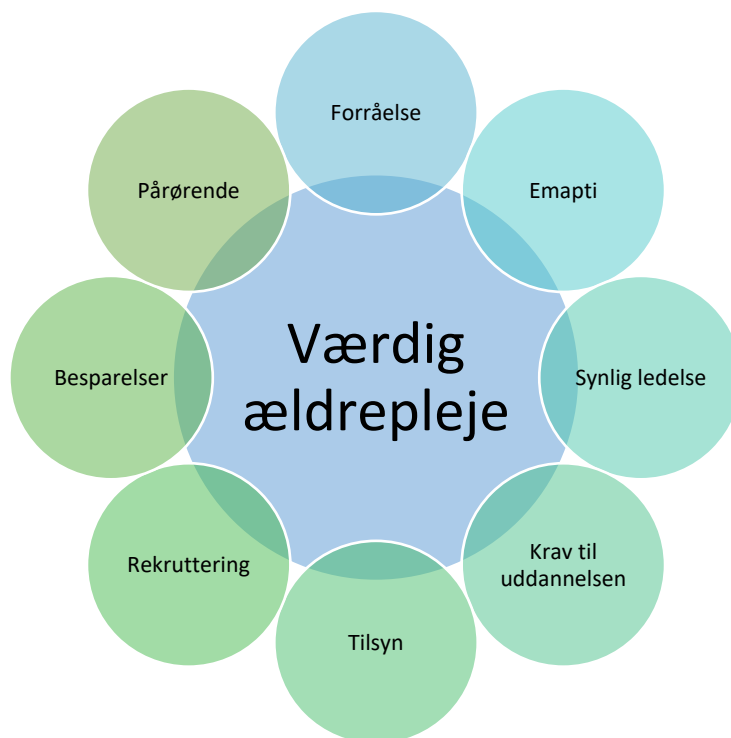 Forråelse
Emapti
Synlig ledelse
Krav til
uddannelsen
Tilsyn
Rekruttering
Besparelser
Pårørende
Værdig
ældrepleje